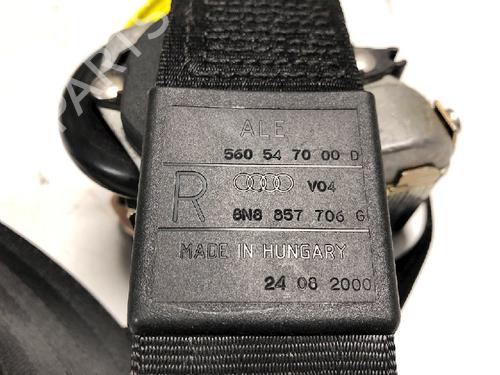 ALE
560 54 70 00 D
R V04
8N8 857 706 G
MADE IN HUNGARY
24 08 2000